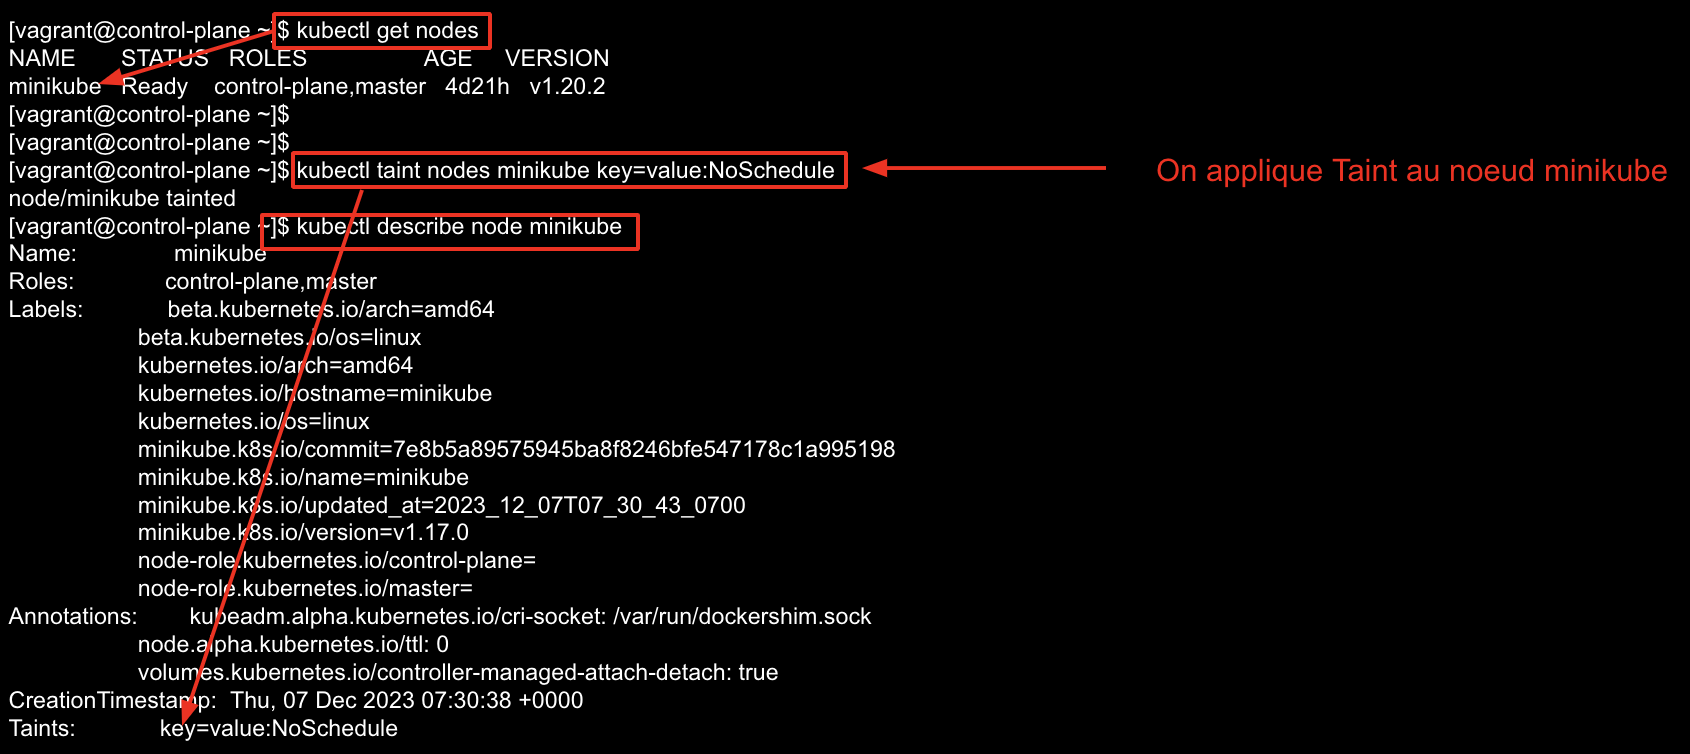 [vagrant@control-plane ~]$ kubectl get nodes
NAME STATUS ROLES AGE VERSION
minikube Ready control-plane,master 4d21h v1.20.2
[vagrant@control-plane ~]$
[vagrant@control-plane ~]$
[vagrant@control-plane ~]$ kubectl taint nodes minikube key=value:NoSchedule
On applique Taint au noeud minikube
node/minikube tainted
[vagrant@control-plane ~]$ kubectl describe node minikube
Name: minikube
Roles: control-plane,master
Labels: beta.kubernetes.io/arch=amd64
beta.kubernetes.io/os=linux
kubernetes.io/arch=amd64
kubernetes.io/hostname=minikube
kubernetes.io/os=linux
minikube.k8s.io/commit=7e8b5a89575945ba8f8246bfe547178c1a995198
minikube.k8s.io/name=minikube
minikube.k8s.io/updated_at=2023_12_07T07_30_43_0700
minikube.k8s.io/version=v1.17.0
node-role.kubernetes.io/control-plane=
node-role.kubernetes.io/master=
Annotations: kubeadm.alpha.kubernetes.io/cri-socket: /var/run/dockershim.sock
node.alpha.kubernetes.io/ttl: 0
volumes.kubernetes.io/controller-managed-attach-detach: true
CreationTimestamp: Thu, 07 Dec 2023 07:30:38 +0000
Taints: key=value:NoSchedule